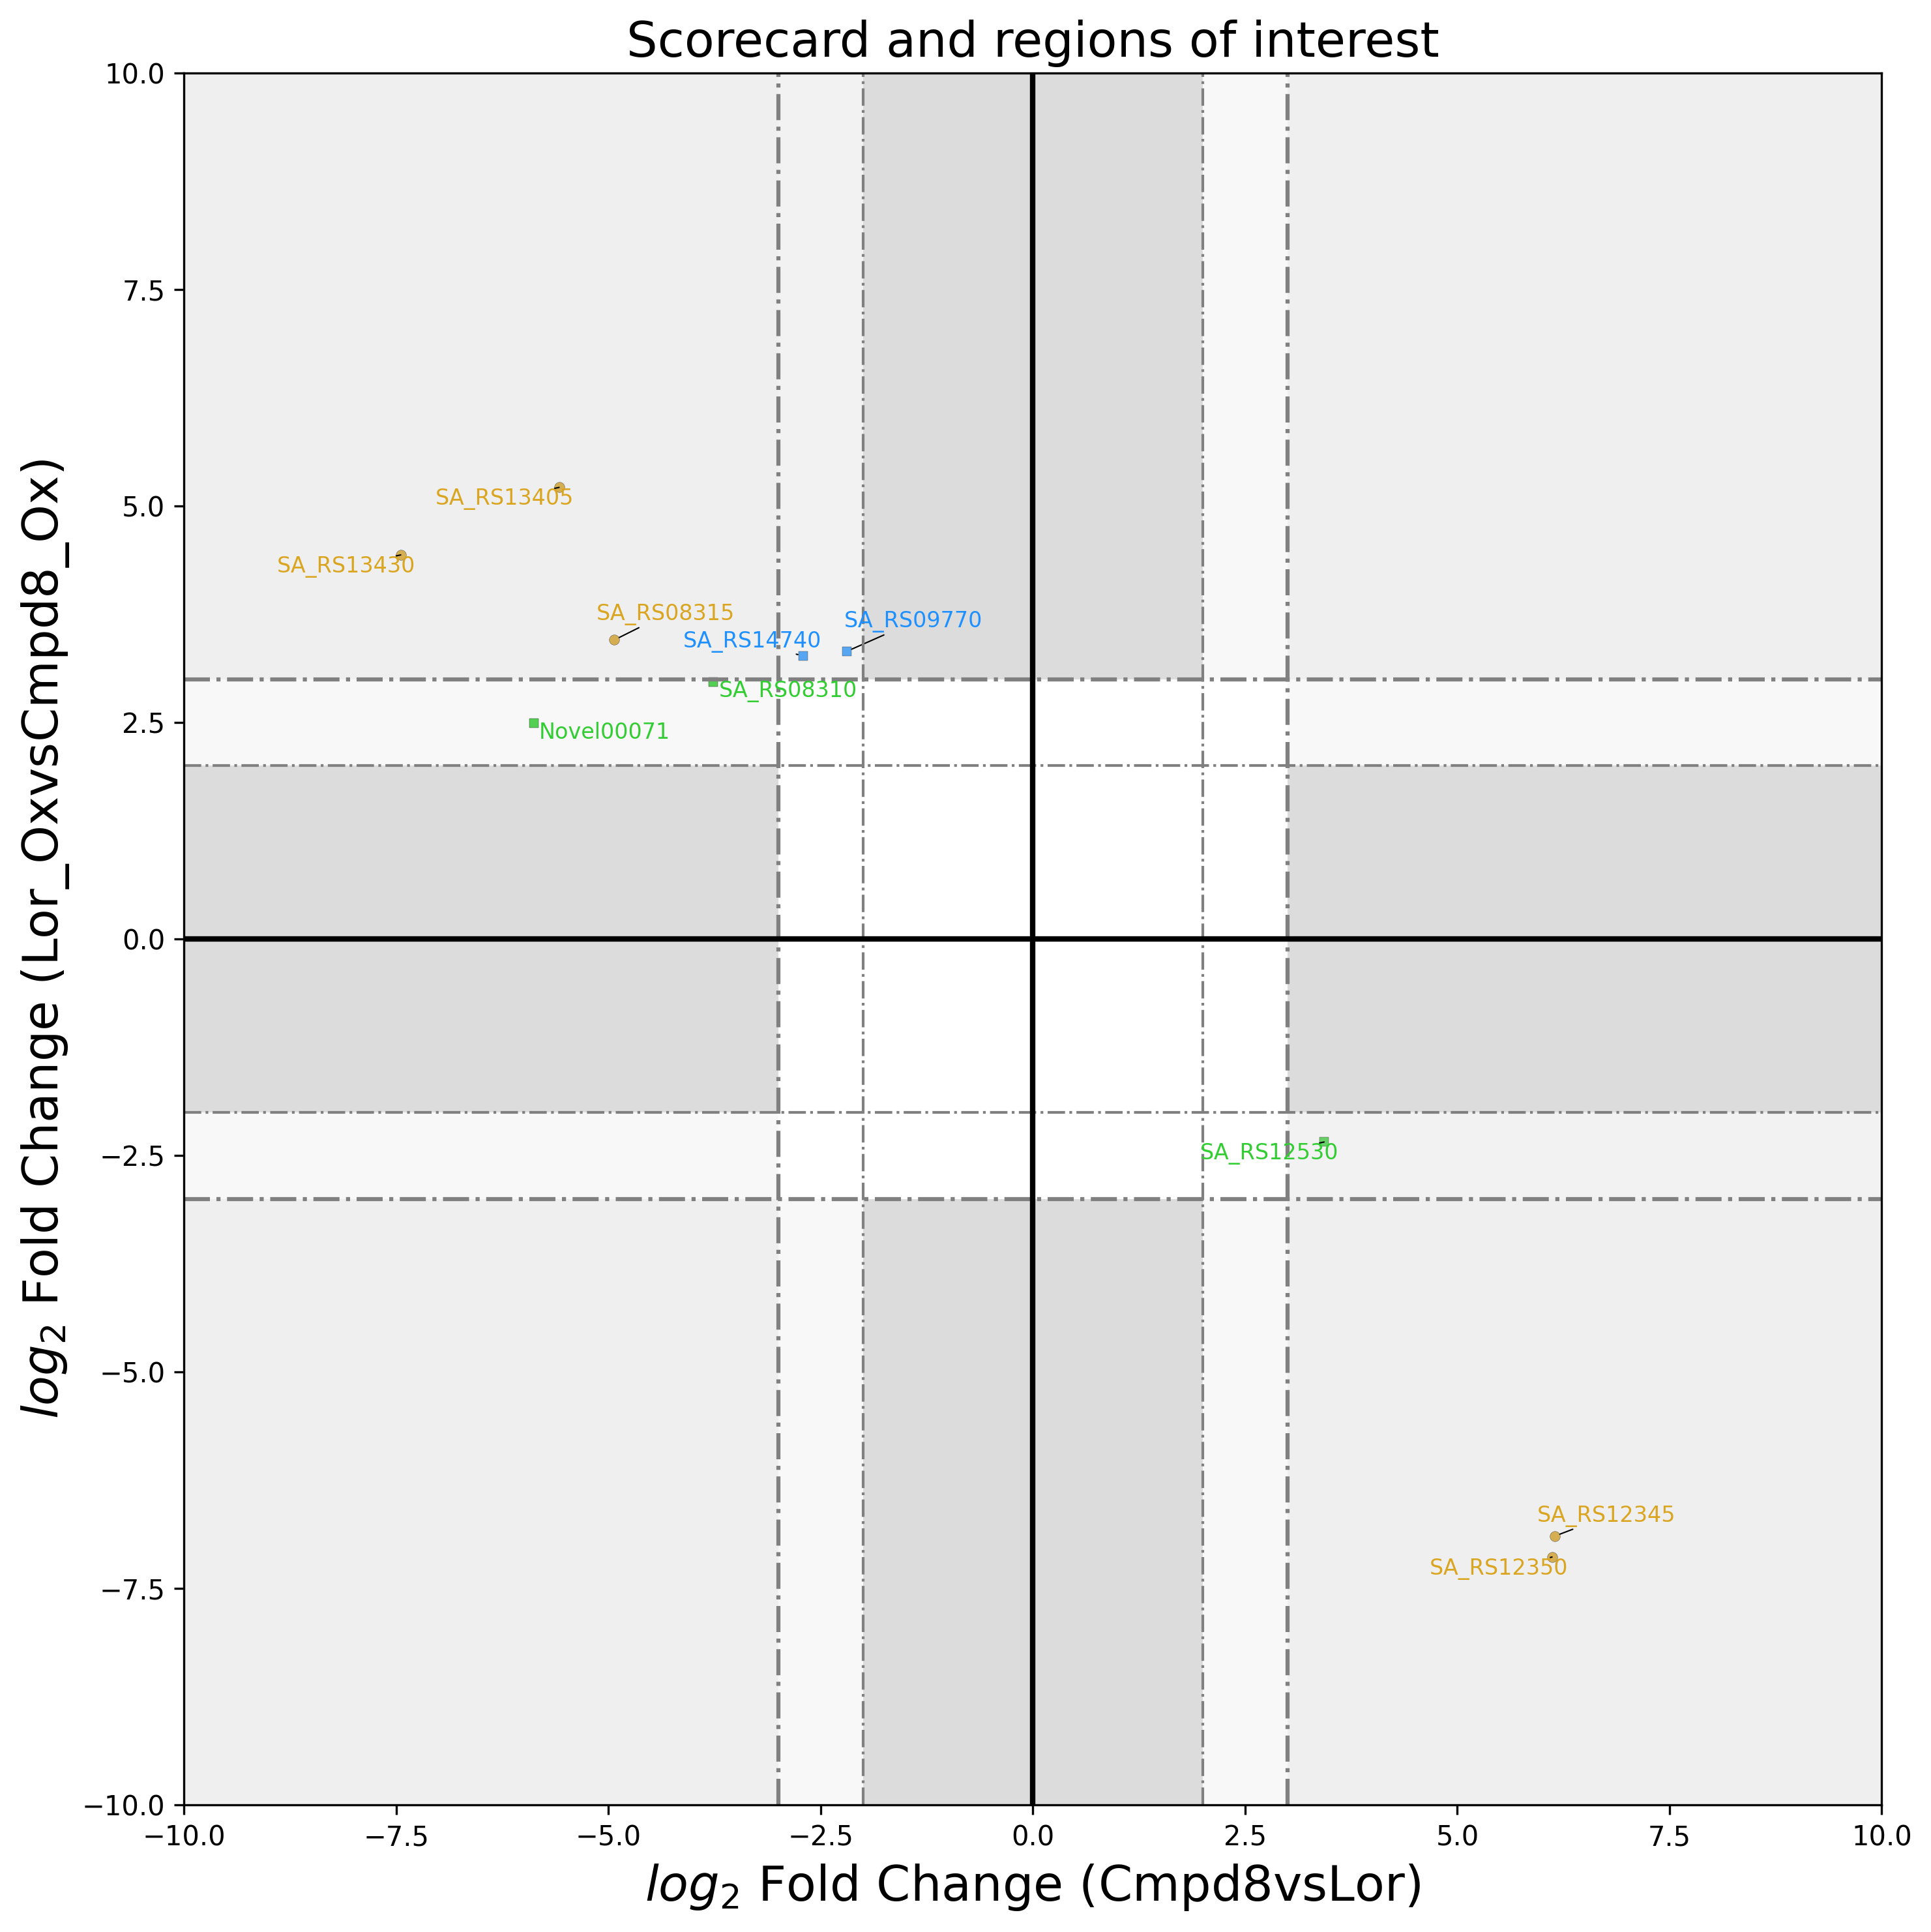 Scorecard and regions of interest
log2 Fold Change (Lor_OxvsCmpd8_Ox)
10.0
7.5
5.0
2.5
0.0
−2.5
−5.0
−7.5
−10.0
SA_RS13405
SA_RS13430
SA_RS08315
SA_RS09770
SA_RS14740
SA_RS08310
Novel00071
SA_RS12530
SA_RS12345
SA_RS12350
−10.0 −7.5 −5.0 −2.5 0.0 2.5 5.0 7.5 10.0
log2 Fold Change (Cmpd8vsLor)